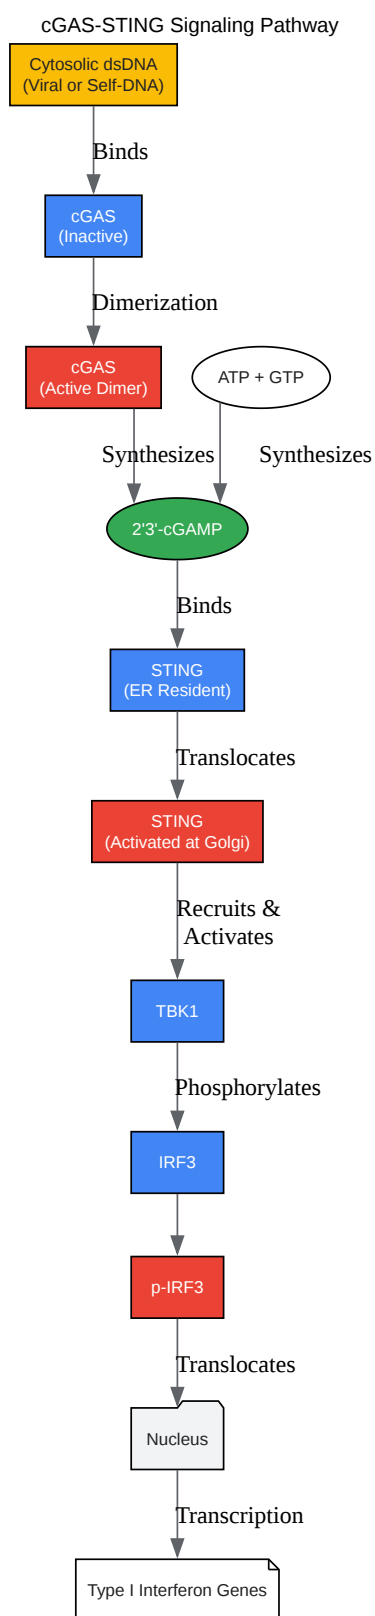 cGAS-STING Signaling Pathway
Cytosolic dsDNA
(Viral or Self-DNA)
Binds
cGAS
(Inactive)
Dimerization
cGAS
(Active Dimer)
ATP + GTP
Synthesizes
Synthesizes
2'3'-cGAMP
Binds
STING
(ER Resident)
Translocates
STING
(Activated at Golgi)
Recruits &
Activates
TBK1
Phosphorylates
IRF3
p-IRF3
Translocates
Nucleus
Transcription
Type I Interferon Genes